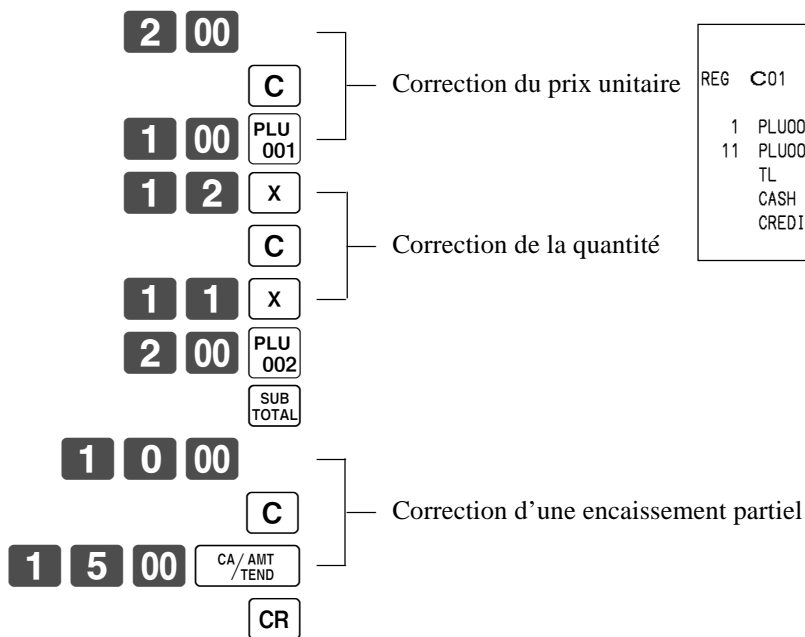 2 00
C
Correction du prix unitaire
1 00 PLU 001
1 2 X
C
Correction de la quantité
1 1 X
2 00 PLU 002
SUB TOTAL
1 0 00
C
Correction d’une encaissement partiel
1 5 00 CA/AMT /TEND
CR
REG C01
1 PLU00
11 PLU00
TL
CASH
CREDI